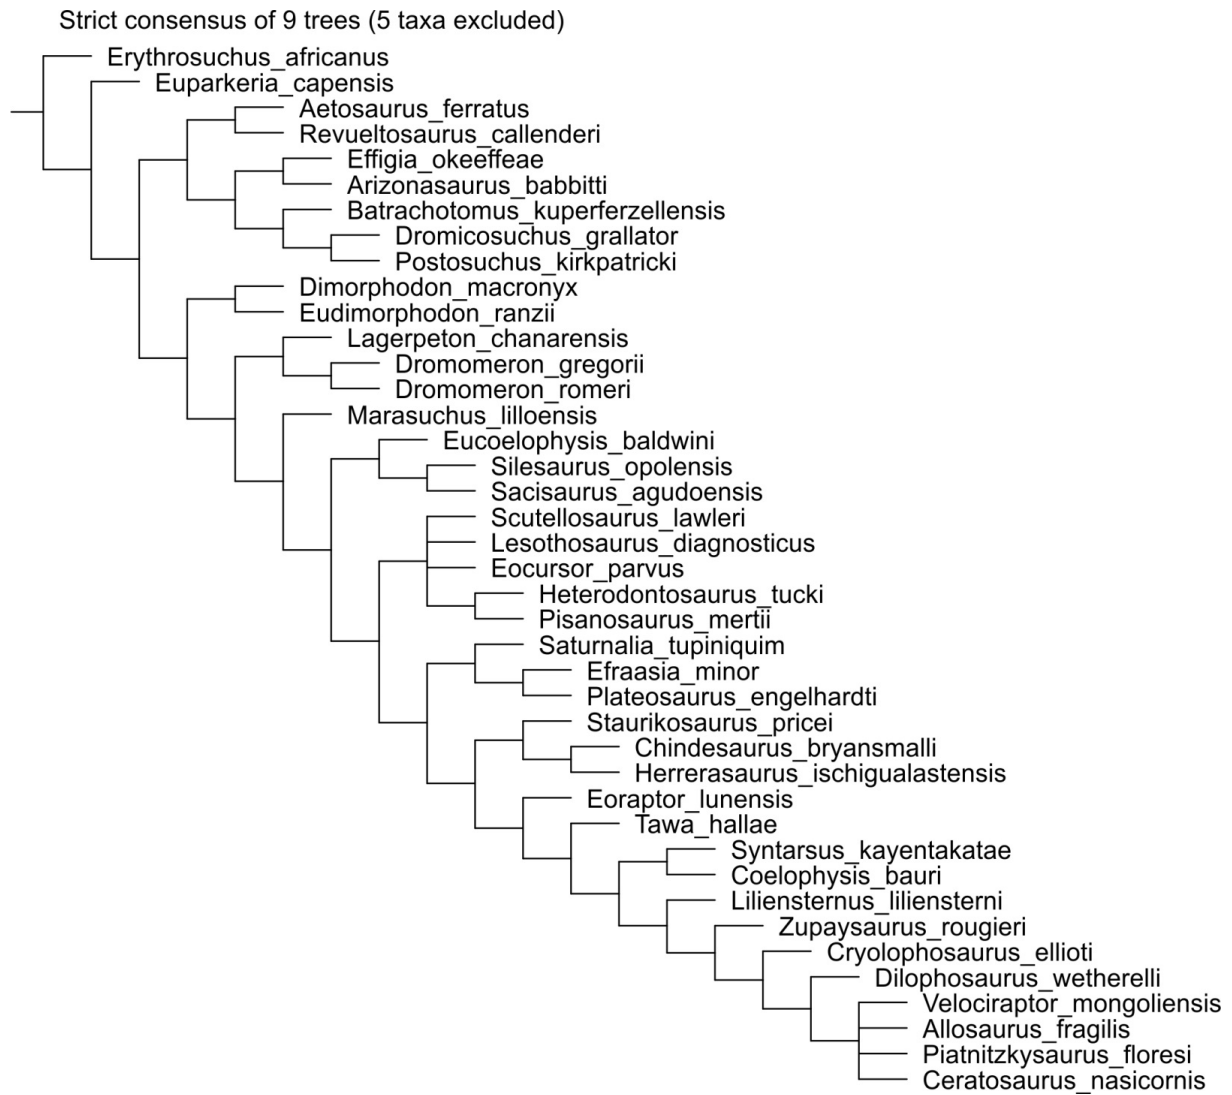 Strict consensus of 9 trees (5 taxa excluded)
Erythrosuchus_africanus
Euparkeria_capensis
Aetosaurus_ferratus
Revueltosaurus_callenderi
Effigia_okeeffeae
Arizonasaurus_babbitti
Batrachotomus_kuperferzellensis
Dromicosuchus_grallator
Postosuchus_kirkpatricki
Dimorphodon_macronyx
Eudimorphodon_ranzii
Lagerpeton_chanarensis
Dromomeron_gregorii
Dromomeron_romeri
Marasuchus_lilloensis
Eucoelophysis_baldwini
Silesaurus_opolensis
Sacisaurus_agudoensis
Scutellosaurus_lawleri
Lesothosaurus_diagnosticus
Eocursor_parvus
Heterodontosaurus_tucki
Pisanosaurus_mertii
Saturnalia_tupiniquim
Efraasia_minor
Plateosaurus_engelhardti
Staurikosaurus_pricei
Chindesaurus_bryansmalli
Herrerasaurus_ischigualastensis
Eoraptor_lunensis
Tawa_hallae
Syntarsus_kayentakatae
Coelophysis_bauri
Liliensternus_liliensterni
Zupaysaurus_rougieri
Cryolophosaurus_ellioti
Dilophosaurus_wetherelli
Velociraptor_mongoliensis
Allosaurus_fragilis
Piatnitzkysaurus_floresi
Ceratosaurus_nasicornis